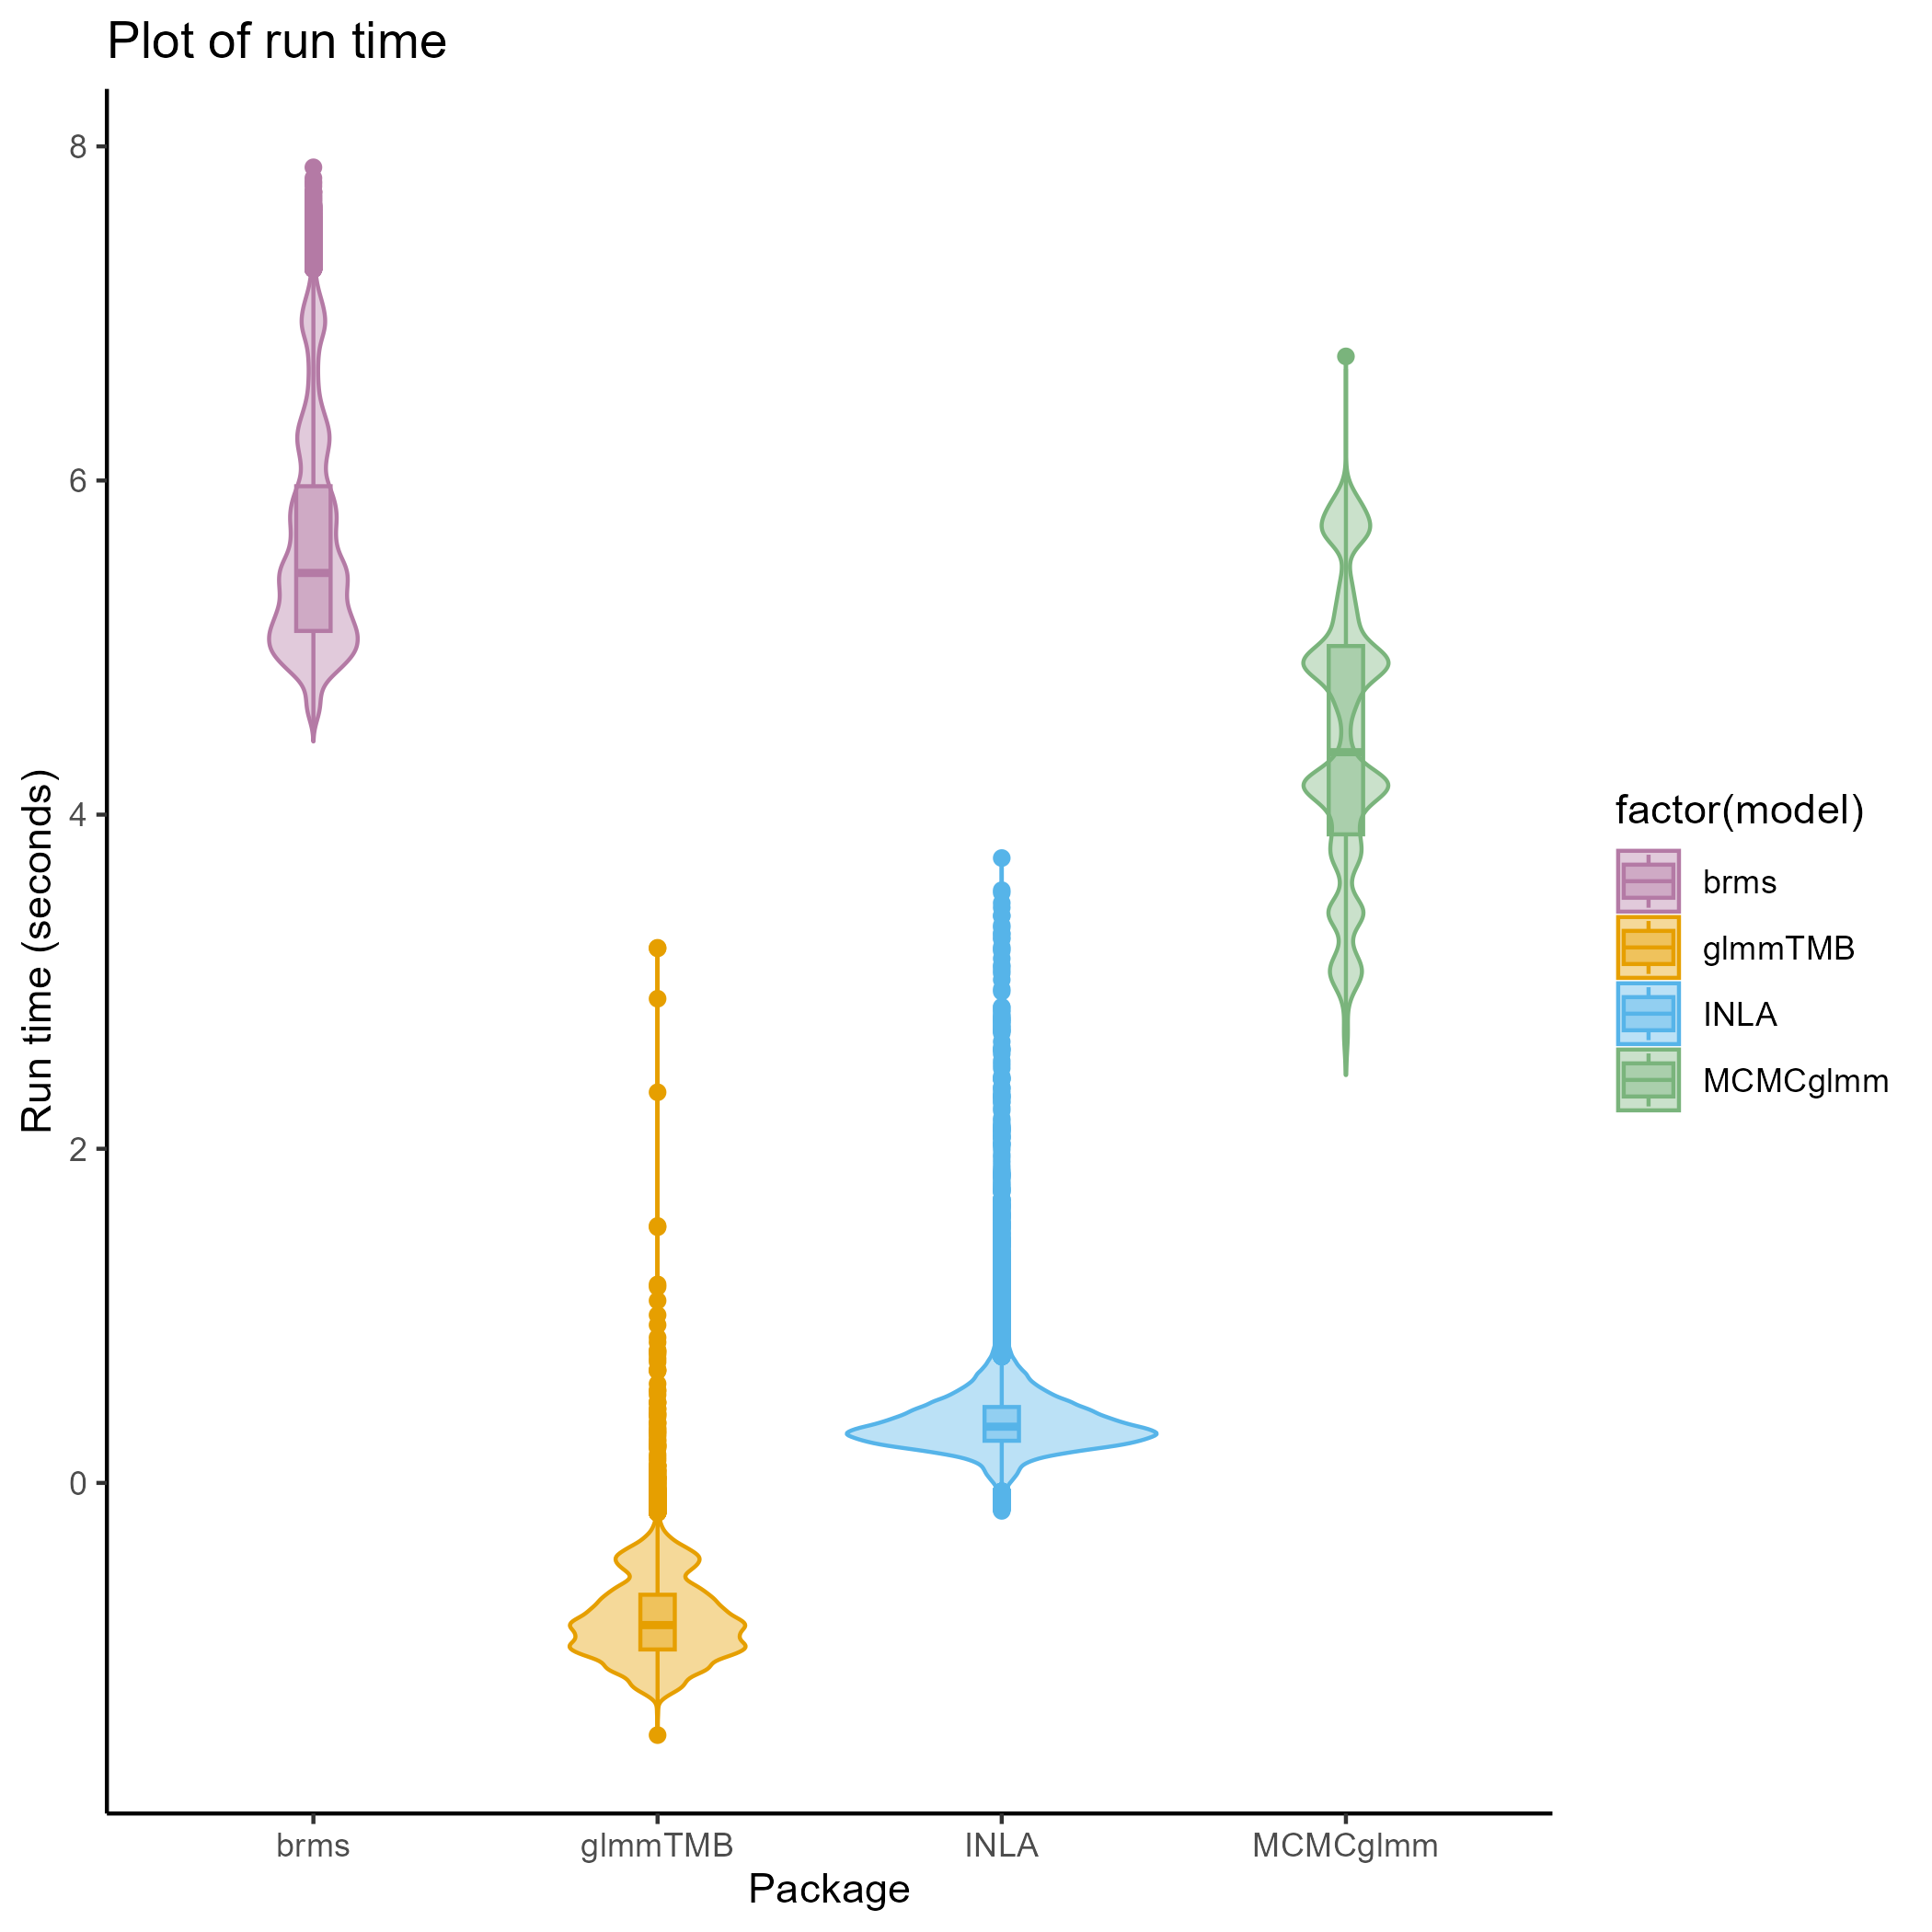 Plot of run time
Run time (seconds)
8
6
4
2
0
brms
glmmTMB
INLA
MCMCglmm
Package
factor(model)
brms
glmmTMB
INLA
MCMCglmm